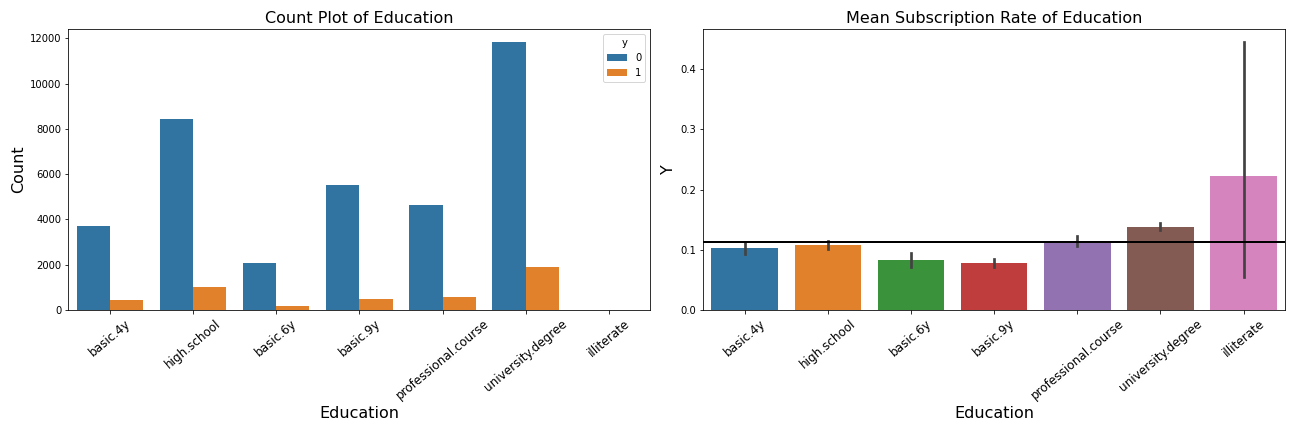 Count Plot of Education
Count
12000
10000
8000
6000
4000
2000
0
y
0
1
basic.4y
high.school
basic.6y
basic.9y
professional.course
university.degree
illiterate
Education
Mean Subscription Rate of Education
Y
0.4
0.3
0.2
0.1
0.0
basic.4y
high.school
basic.6y
basic.9y
professional.course
university.degree
illiterate
Education